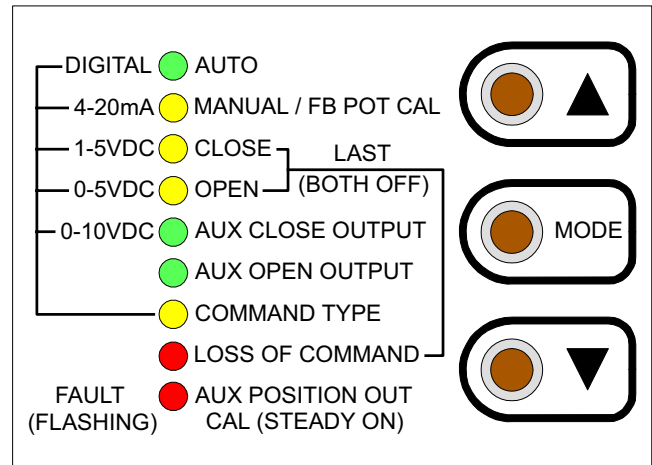 DIGITAL AUTO
4-20mA MANUAL / FB POT CAL
1-5VDC CLOSE LAST
0-5VDC OPEN (BOTH OFF)
0-10VDC AUX CLOSE OUTPUT MODE
AUX OPEN OUTPUT
COMMAND TYPE
LOSS OF COMMAND
FAULT AUX POSITION OUT
(FLASHING) CAL (STEADY ON)